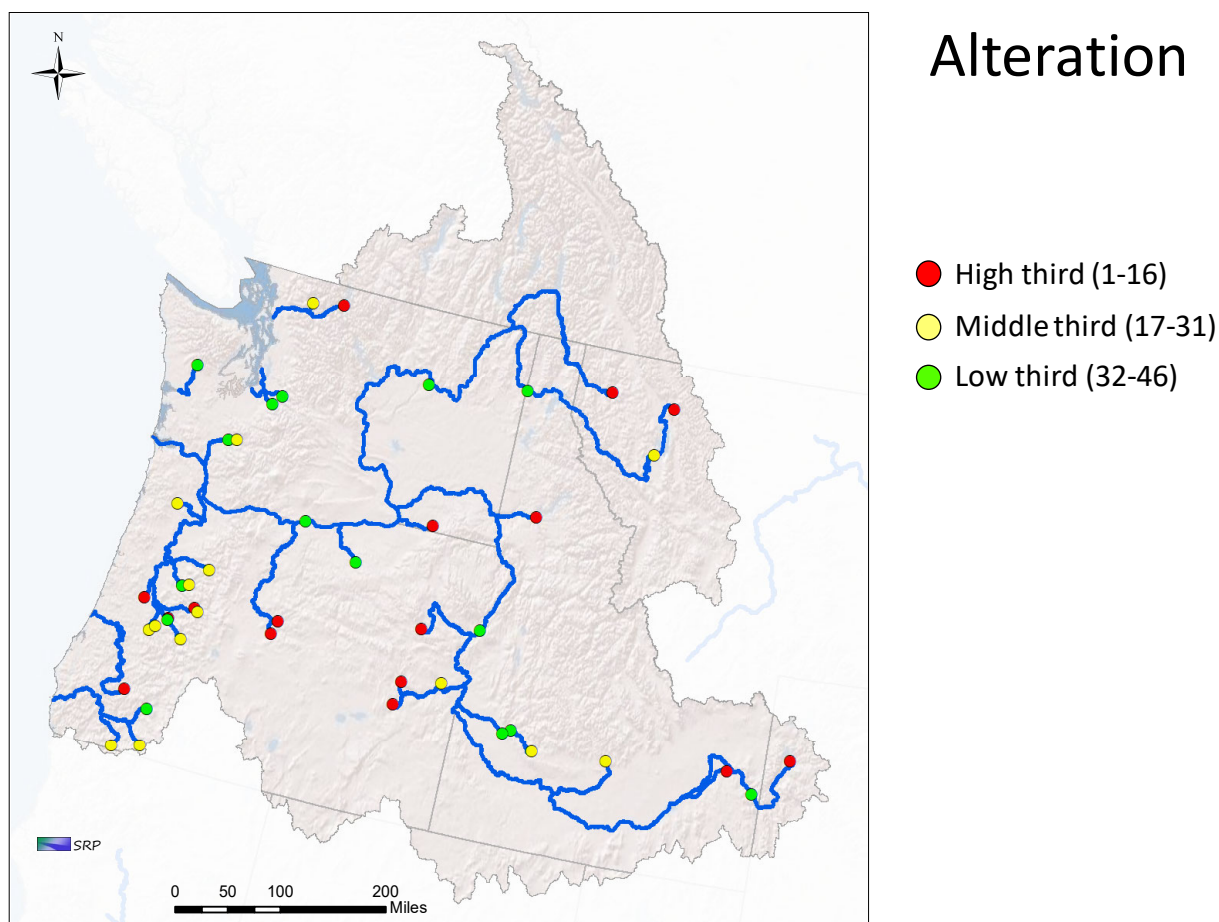 Alteration
N
High third (1-16)
Middle third (17-31)
Low third (32-46)
SRP
0 50 100 200
Miles